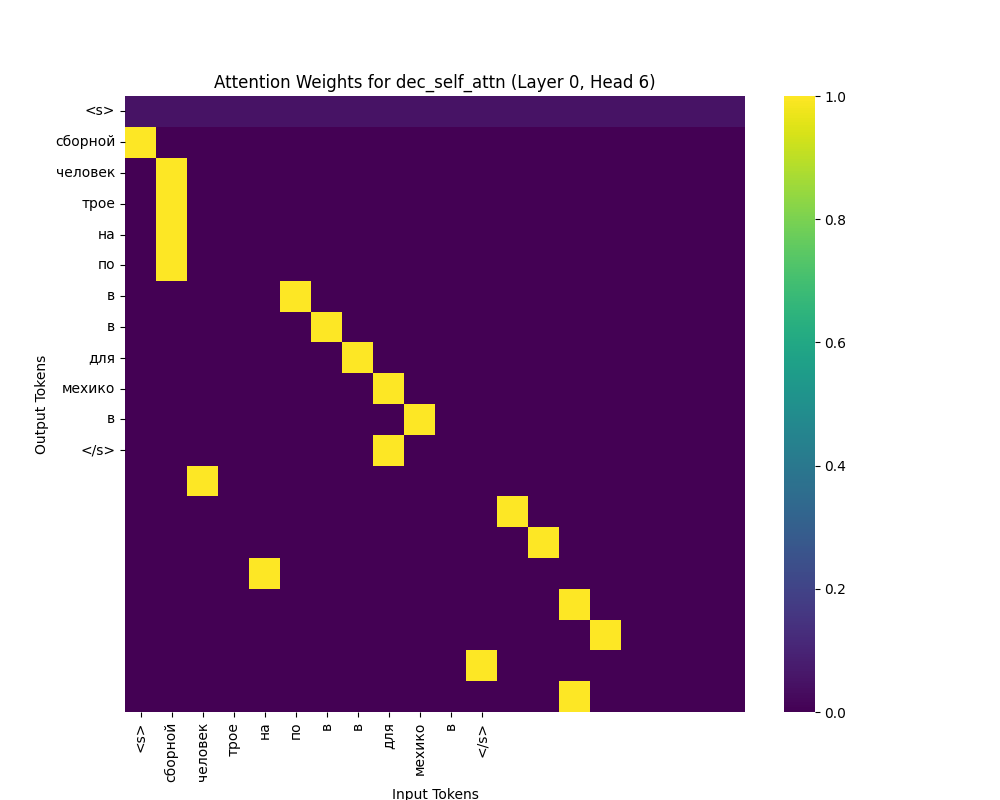 Attention Weights for dec_self_attn (Layer 0, Head 6)
Output Tokens
<s>
сборной
человек
трое
на
по
в
в
для
мехико
в
</s>
<s>
сборной
человек
трое
на
по
в
в
для
мехико
в
</s>
Input Tokens
1.0
0.8
0.6
0.4
0.2
0.0